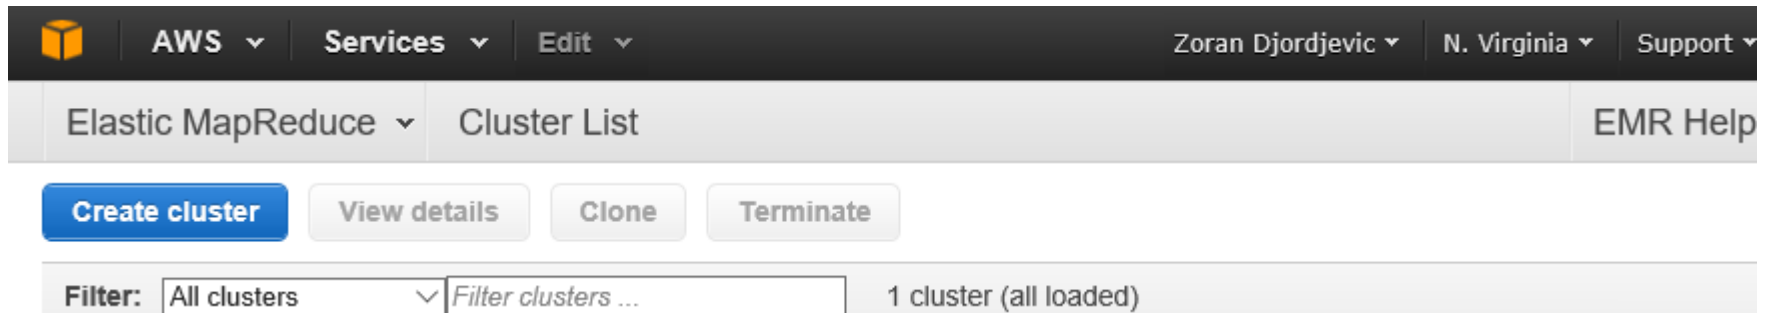 AWS Services Edit Zoran Djordjevic N. Virginia Support
Elastic MapReduce Cluster List EMR Help
Create cluster View details Clone Terminate
Filter: All clusters Filter clusters ... 1 cluster (all loaded)